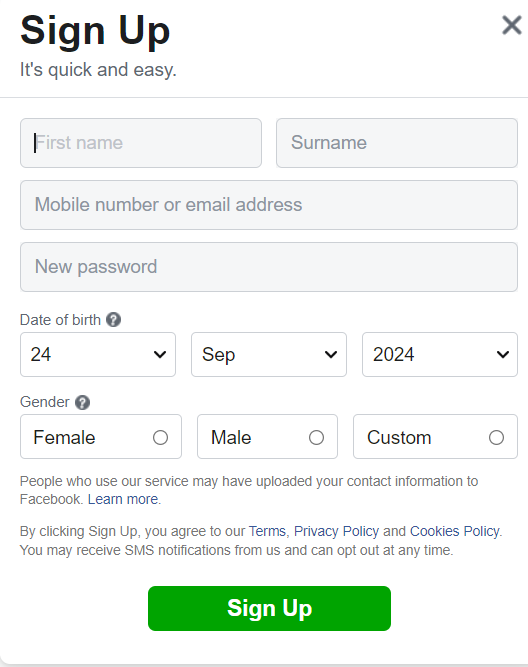 Sign Up
It's quick and easy.
First name Surname
Mobile number or email address
New password
Date of birth ?
24 Sep 2024
Gender ?
Female Male Custom
People who use our service may have uploaded your contact information to
Facebook. Learn more.
By clicking Sign Up, you agree to our Terms, Privacy Policy and Cookies Policy.
You may receive SMS notifications from us and can opt out at any time.
Sign Up